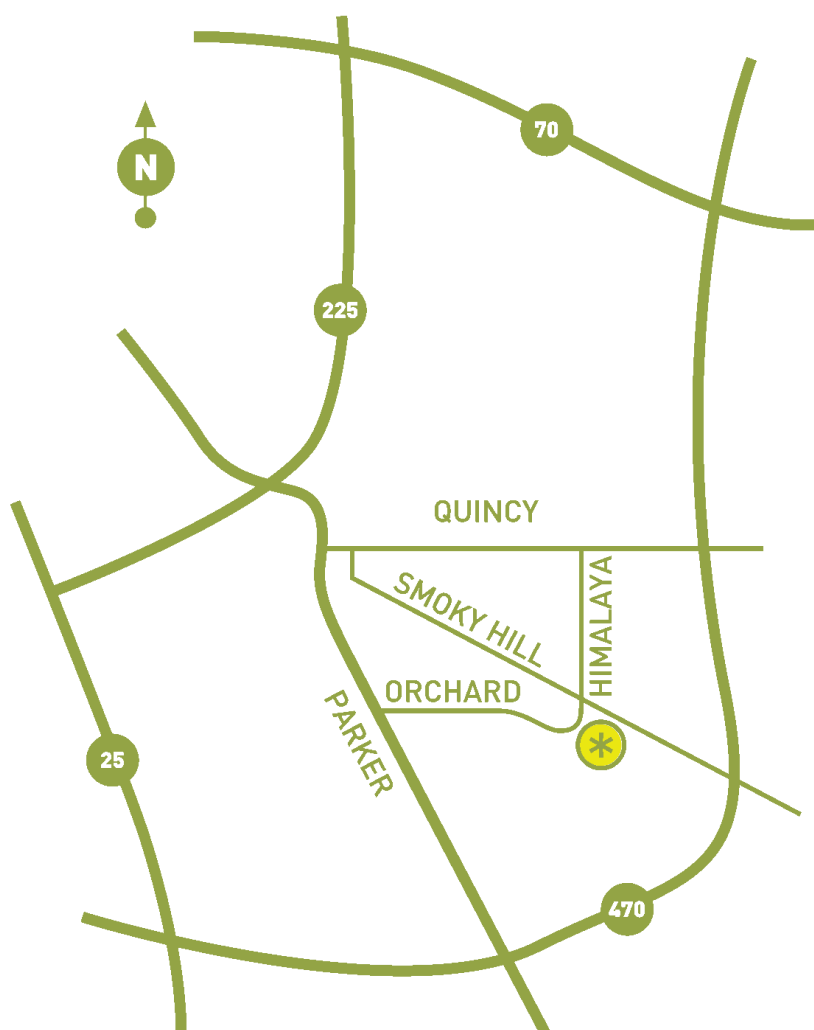 70
N
225
QUINCY
SMOKY HILL
HIMALAYA
ORCHARD
PARKER
25
470